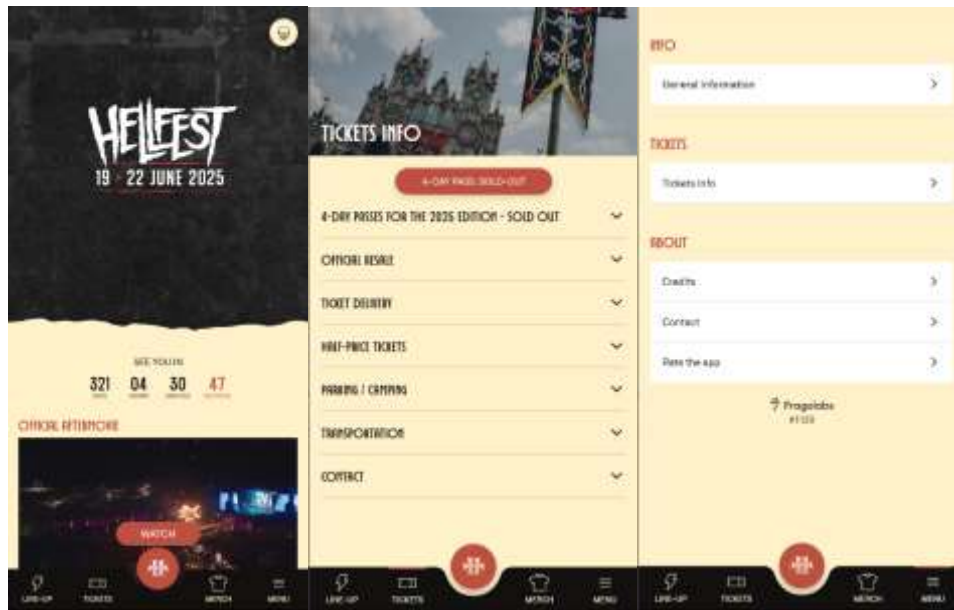 HELLFEST
19 - 22 JUNE 2025
SEE YOU IN
321 04 30 47
OFFICIAL AFTERMOVIE
WATCH
LINE-UP TICKETS MERCH MENU
TICKETS INFO
4-DAY PASS SOLD-OUT
4-DAY PASSES FOR THE 2025 EDITION - SOLD OUT
OFFICIAL RESALE
TICKET DELIVERY
HALF-PRICE TICKETS
PARKING / CAMPING
TRANSPORTATION
CONTACT
LINE-UP TICKETS MERCH MENU
INFO
General Information
TICKETS
Tickets Info
ABOUT
Credits
Contact
Rate the app
Pragolabs
LINE-UP TICKETS MERCH MENU